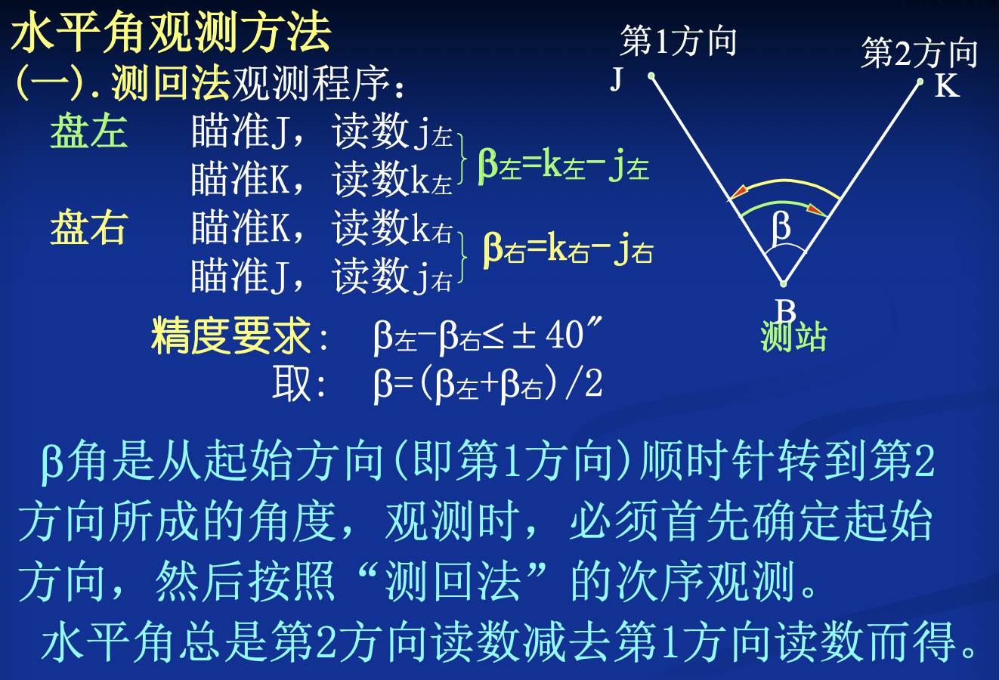 水平角观测方法
(一).测回法观测程序：
盘左 瞄准J，读数j左
瞄准K，读数k左
β左=k左-j左
盘右 瞄准K，读数k右
瞄准J，读数j右
β右=k右-j右
精度要求： β左-β右≤±40″
取： β=(β左+β右)/2
第1方向
J
第2方向
K
β
B
测站
β角是从起始方向(即第1方向)顺时针转到第2
方向所成的角度，观测时，必须首先确定起始
方向，然后按照“测回法”的次序观测。
水平角总是第2方向读数减去第1方向读数而得。